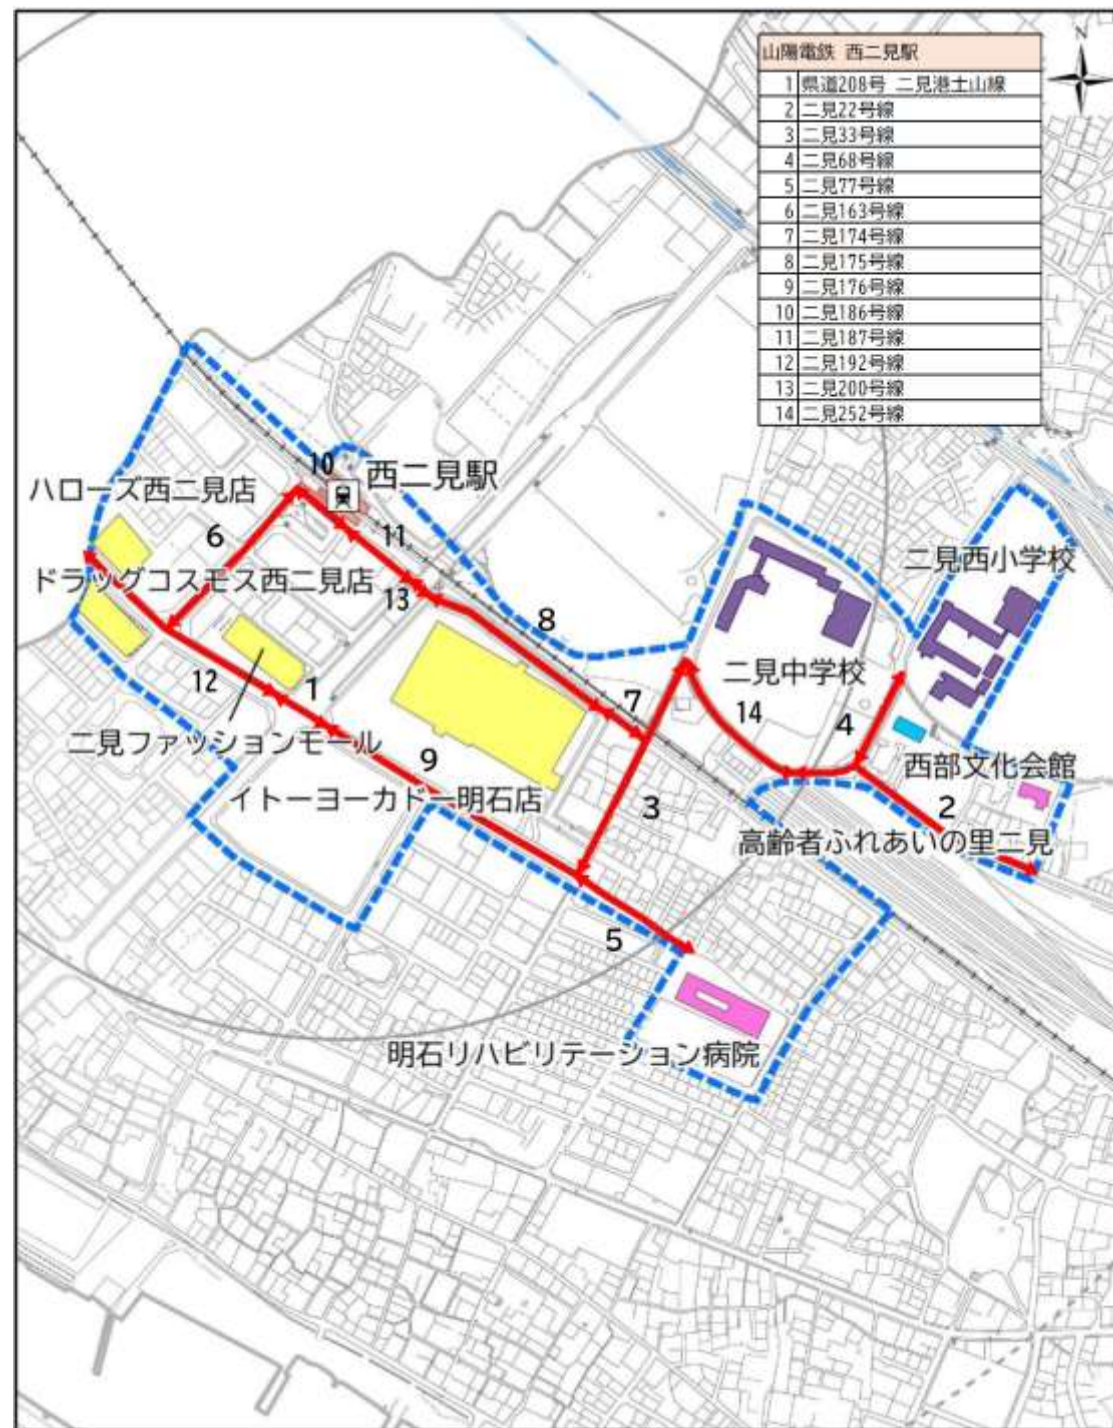 N
山陽電鉄 西二見駅
1 県道208号 二見港土山線
2 二見22号線
3 二見33号線
4 二見68号線
5 二見77号線
6 二見163号線
7 二見174号線
8 二見175号線
9 二見176号線
10 二見186号線
11 二見187号線
12 二見192号線
13 二見200号線
14 二見252号線
10
西二見駅
ハローズ西二見店
6
11
ドラッグコスモス西二見店
13
8
二見西小学校
二見中学校
12
1
7
14
4
二見ファッションモール
9
西部文化会館
イトーヨーカドー明石店
3
2
高齢者ふれあいの里二見
5
明石リハビリテーション病院